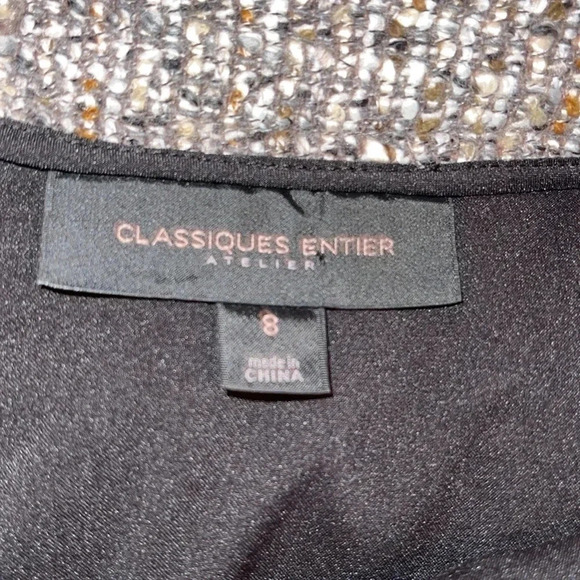 CLASSIQUES ENTIER
ATELIER
8
made in
CHINA